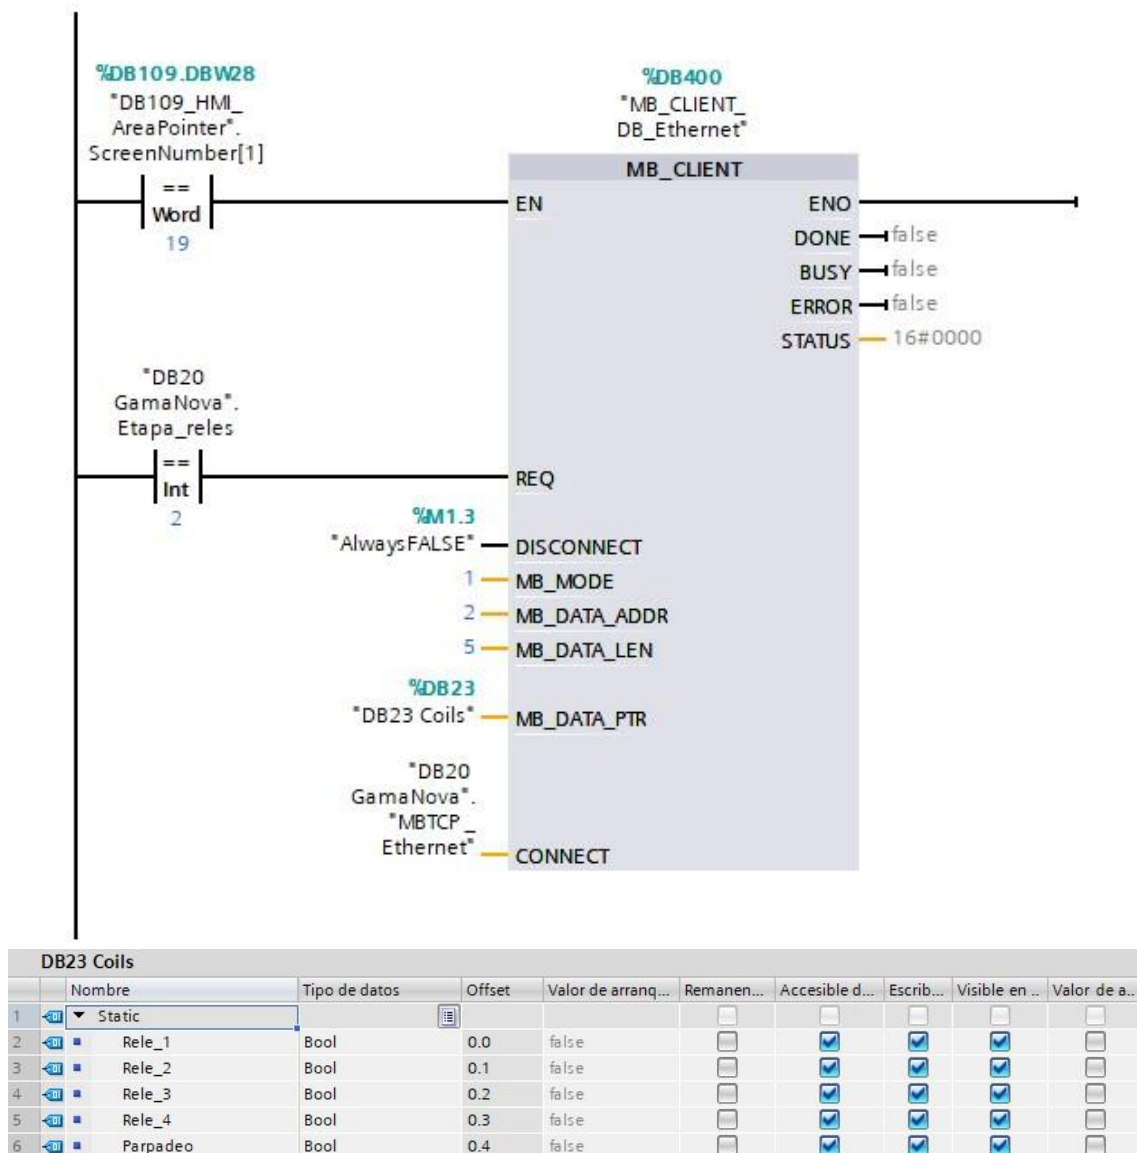 %DB109.DBW28
"DB109_HMI_
AreaPointer".
ScreenNumber[1]
==
Word
19
%DB400
"MB_CLIENT_
DB_Ethernet"
MB_CLIENT
EN
ENO
DONE
false
BUSY
false
ERROR
false
STATUS
16#0000
"DB20
GamaNova".
Etapa_reles
==
Int
2
REQ
%M1.3
"AlwaysFALSE"
DISCONNECT
1
MB_MODE
2
MB_DATA_ADDR
5
MB_DATA_LEN
%DB23
"DB23 Coils"
MB_DATA_PTR
"DB20
GamaNova".
"MBTCP_
Ethernet"
CONNECT
DB23 Coils
Nombre Tipo de datos Offset Valor de arranq... Remanen... Accesible d... Escrib... Visible en .. Valor de a..
1 Static
2 Rele_1 Bool 0.0 false
3 Rele_2 Bool 0.1 false
4 Rele_3 Bool 0.2 false
5 Rele_4 Bool 0.3 false
6 Parpadeo Bool 0.4 false